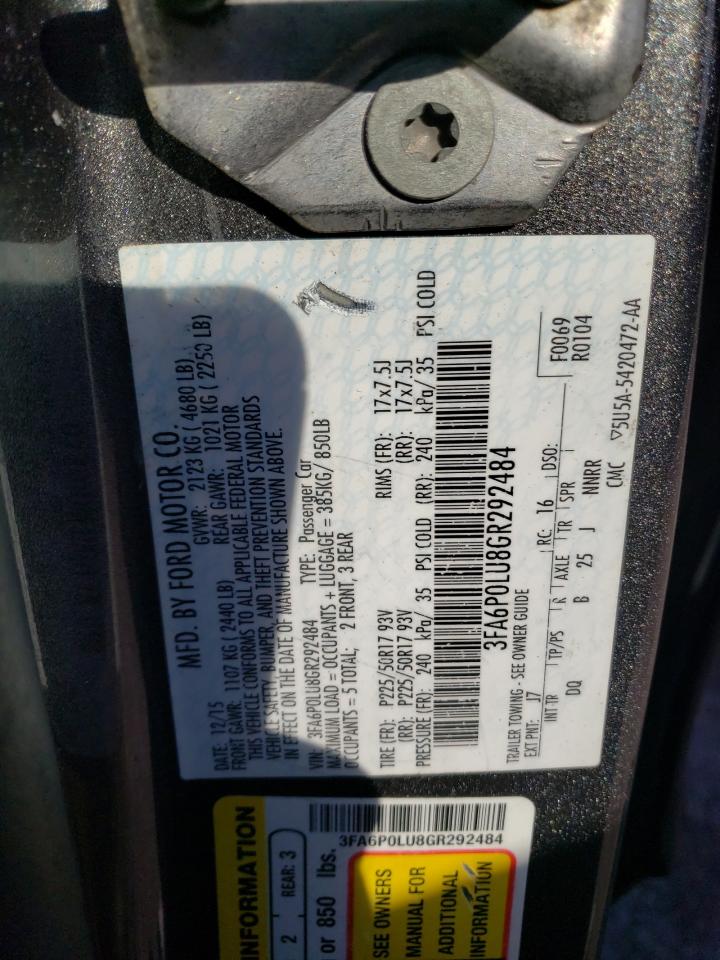 MFD. BY FORD MOTOR CO.
DATE: 12/15 GVWR: 2123 KG ( 4680 LB)
FRONT GAWR: 1107 KG ( 2440 LB) REAR GAWR: 1021 KG ( 2250 LB)
THIS VEHICLE CONFORMS TO ALL APPLICABLE FEDERAL MOTOR
VEHICLE SAFETY, BUMPER, AND THEFT PREVENTION STANDARDS
IN EFFECT ON THE DATE OF MANUFACTURE SHOWN ABOVE.
VIN: 3FA6P0LU8GR292484 TYPE: Passenger Car
MAXIMUM LOAD = OCCUPANTS + LUGGAGE = 385KG/ 850LB
OCCUPANTS = 5 TOTAL; 2 FRONT, 3 REAR
TIRE (FR): P225/50R17 93V RIMS (FR): 17x7.5J
(RR): P225/50R17 93V (RR): 17x7.5J
PRESSURE (FR): 240 kPa/ 35 PSI COLD (RR): 240 kPa/ 35 PSI COLD
3FA6P0LU8GR292484
TRAILER TOWING - SEE OWNER GUIDE F0069
EXT PNT: J7 RC: 16 DSO: R0104
INT TR TP/PS R AXLE TR SPR
DQ B 25 J NNRR
CMC ▽5U5A-5420472-AA
INFORMATION
2 REAR: 3
or 850 lbs.
3FA6P0LU8GR292484
SEE OWNERS
MANUAL FOR
ADDITIONAL
INFORMATION